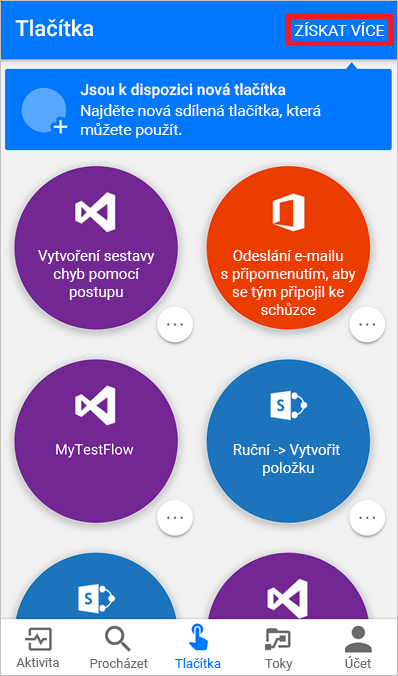 Tlačítka
ZÍSKAT VÍCE
Jsou k dispozici nová tlačítka
Najděte nová sdílená tlačítka, která
můžete použít.
Vytvoření sestavy
chyb pomocí
postupu
Odeslání e-mailu
s připomenutím, aby
se tým připojil ke
schůzce
MyTestFlow
Ruční -> Vytvořit
položku
Aktivita
Procházet
Tlačítka
Toky
Účet